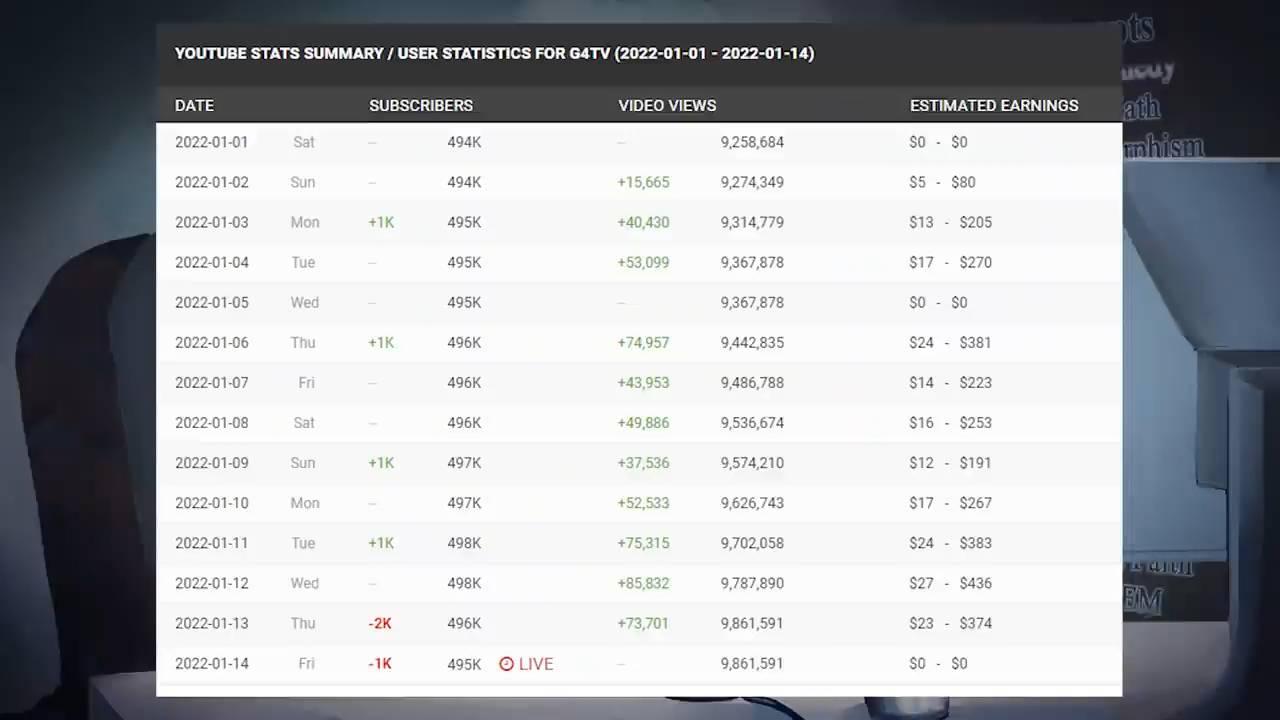 YOUTUBE STATS SUMMARY / USER STATISTICS FOR G4TV (2022-01-01 - 2022-01-14)
DATE SUBSCRIBERS VIDEO VIEWS ESTIMATED EARNINGS
2022-01-01 Sat -- 494K -- 9,258,684 $0 - $0
2022-01-02 Sun -- 494K +15,665 9,274,349 $5 - $80
2022-01-03 Mon +1K 495K +40,430 9,314,779 $13 - $205
2022-01-04 Tue -- 495K +53,099 9,367,878 $17 - $270
2022-01-05 Wed -- 495K -- 9,367,878 $0 - $0
2022-01-06 Thu +1K 496K +74,957 9,442,835 $24 - $381
2022-01-07 Fri -- 496K +43,953 9,486,788 $14 - $223
2022-01-08 Sat -- 496K +49,886 9,536,674 $16 - $253
2022-01-09 Sun +1K 497K +37,536 9,574,210 $12 - $191
2022-01-10 Mon -- 497K +52,533 9,626,743 $17 - $267
2022-01-11 Tue +1K 498K +75,315 9,702,058 $24 - $383
2022-01-12 Wed -- 498K +85,832 9,787,890 $27 - $436
2022-01-13 Thu -2K 496K +73,701 9,861,591 $23 - $374
2022-01-14 Fri -1K 495K LIVE -- 9,861,591 $0 - $0